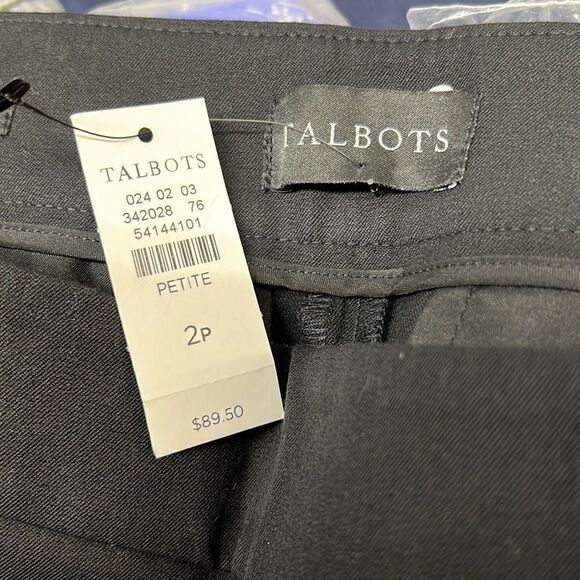 TALBOTS
024 02 03
342028 76
54144101
PETITE
2P
$89.50
TALBOTS